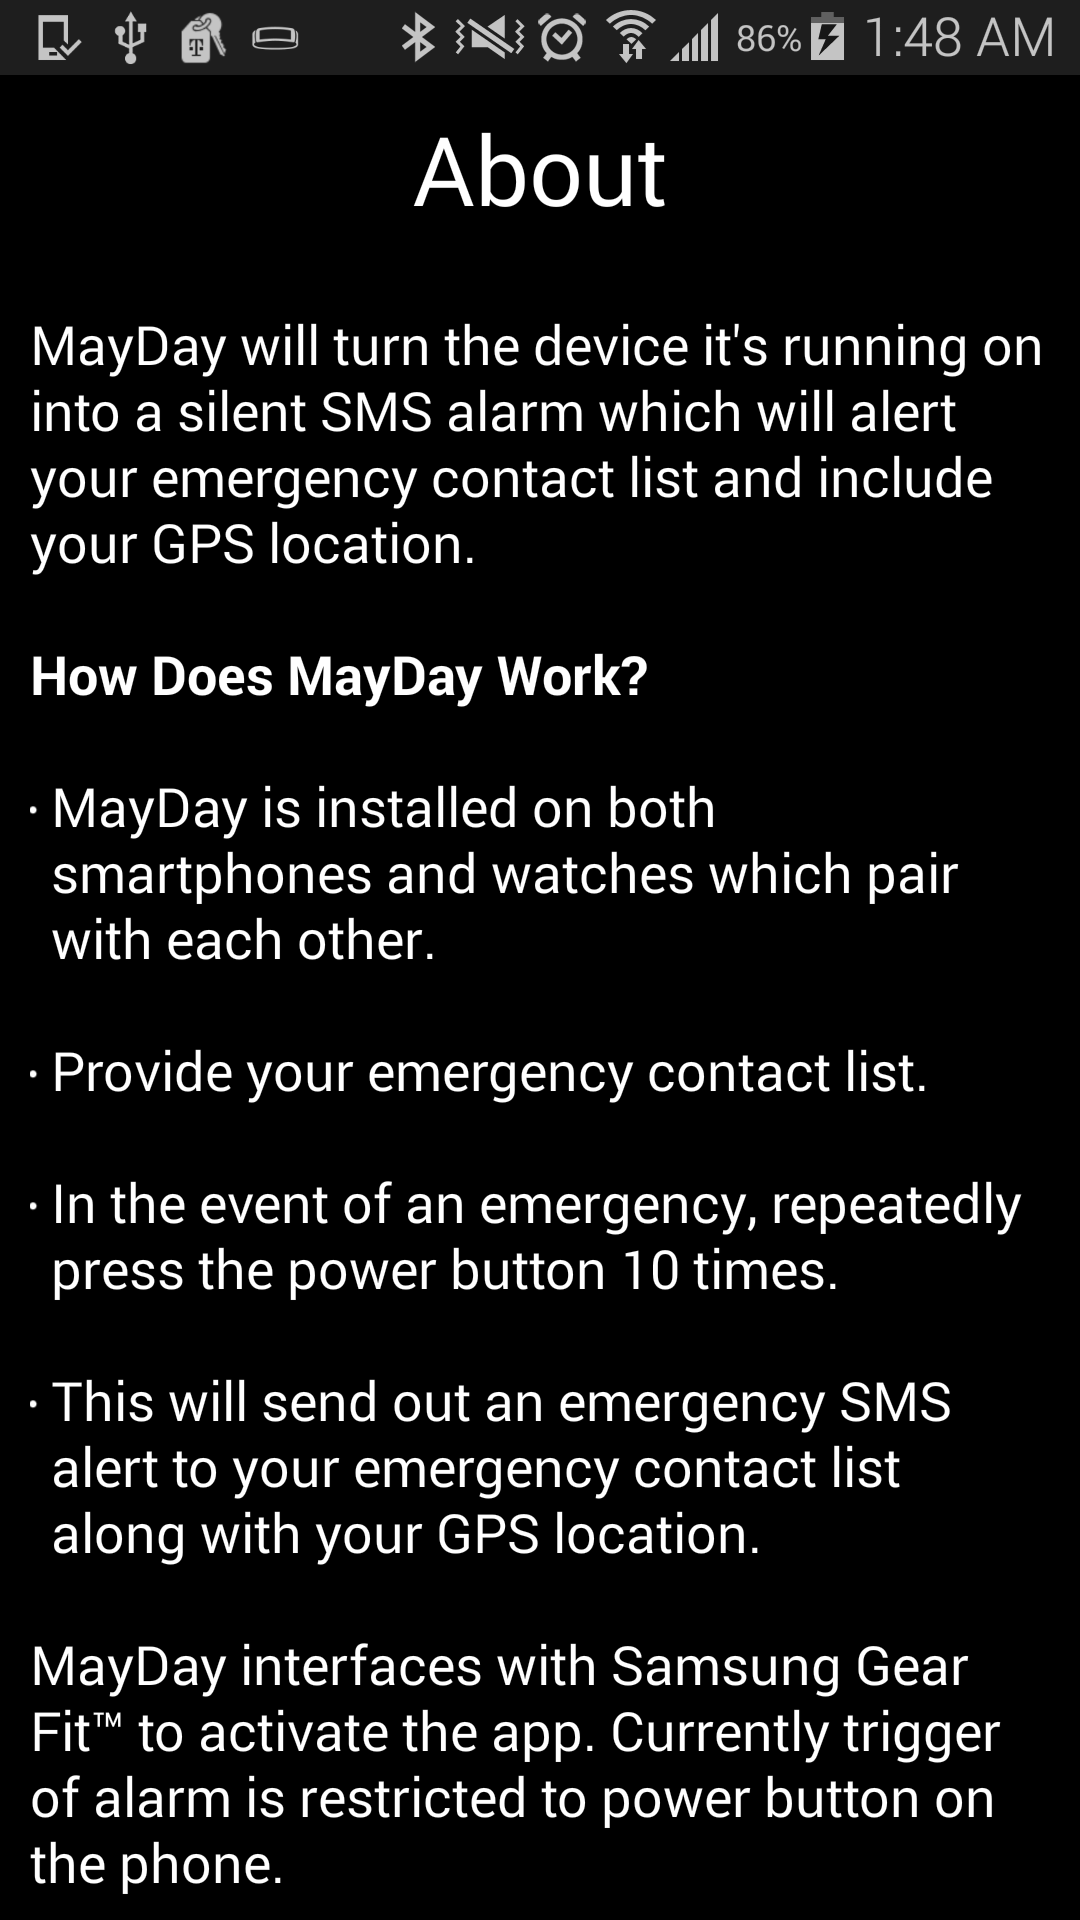 86% 1:48 AM
About
MayDay will turn the device it's running on
into a silent SMS alarm which will alert
your emergency contact list and include
your GPS location.
How Does MayDay Work?
· MayDay is installed on both
smartphones and watches which pair
with each other.
· Provide your emergency contact list.
· In the event of an emergency, repeatedly
press the power button 10 times.
· This will send out an emergency SMS
alert to your emergency contact list
along with your GPS location.
MayDay interfaces with Samsung Gear
Fit™ to activate the app. Currently trigger
of alarm is restricted to power button on
the phone.